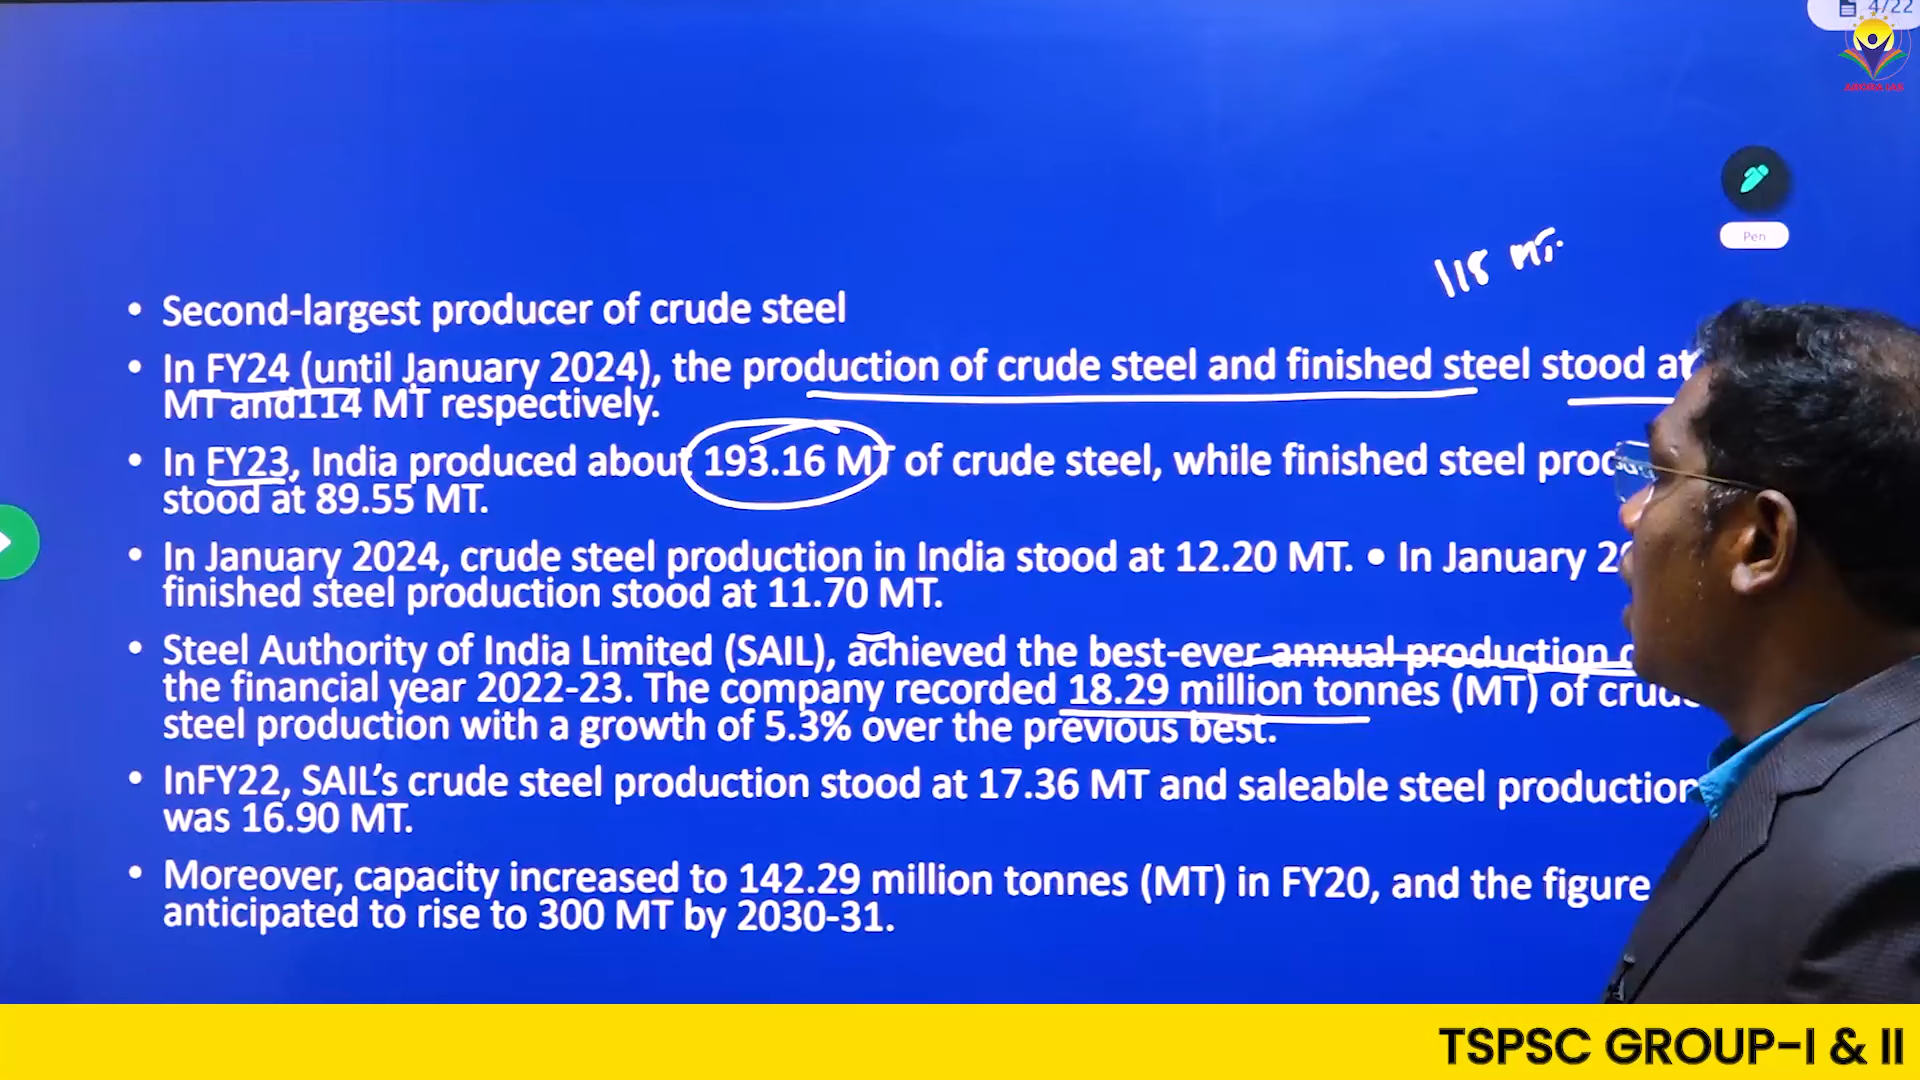 4/22
Pen
118 MT.
• Second-largest producer of crude steel
• In FY24 (until January 2024), the production of crude steel and finished steel stood at
MT and114 MT respectively.
• In FY23, India produced about 193.16 MT of crude steel, while finished steel
stood at 89.55 MT.
• In January 2024, crude steel production in India stood at 12.20 MT. • In January
finished steel production stood at 11.70 MT.
• Steel Authority of India Limited (SAIL), achieved the best-ever annual production
the financial year 2022-23. The company recorded 18.29 million tonnes (MT) of
steel production with a growth of 5.3% over the previous best.
• InFY22, SAIL’s crude steel production stood at 17.36 MT and saleable steel production
was 16.90 MT.
• Moreover, capacity increased to 142.29 million tonnes (MT) in FY20, and the figure
anticipated to rise to 300 MT by 2030-31.
TSPSC GROUP-I & II